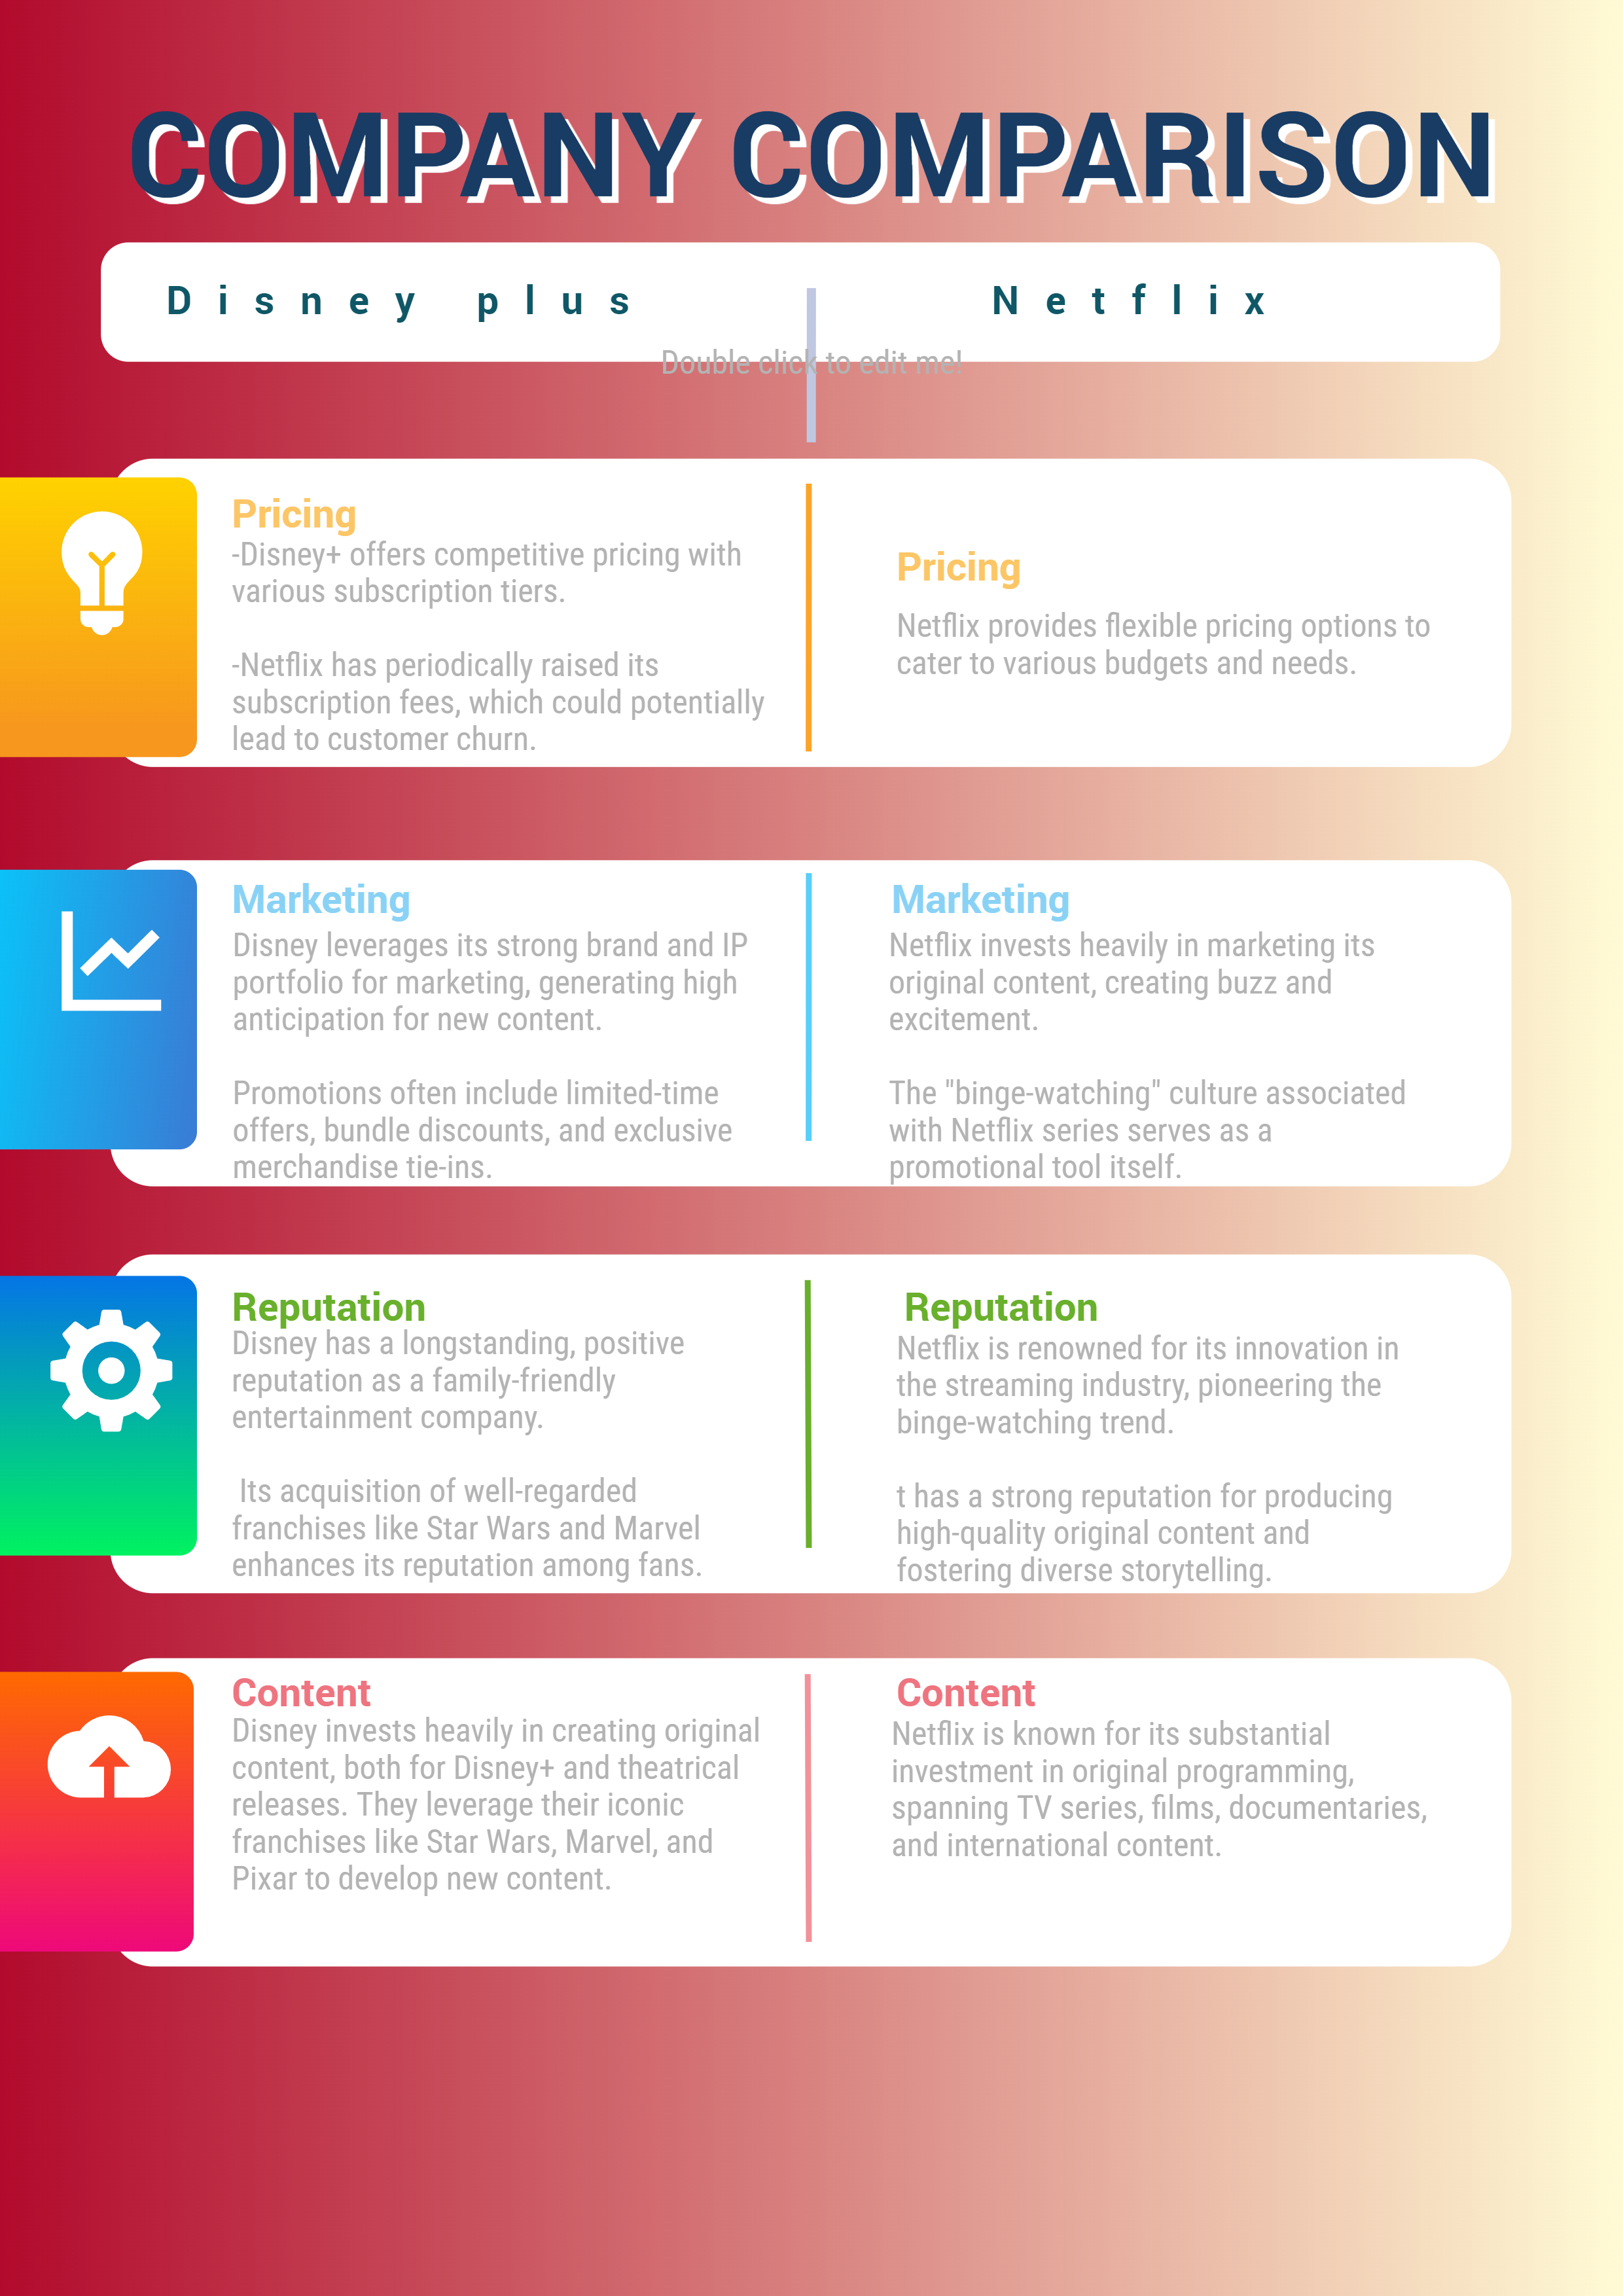 COMPANY COMPARISON
Disney plus
Netflix
Double click to edit me!
Pricing
-Disney+ offers competitive pricing with
various subscription tiers.
-Netflix has periodically raised its
subscription fees, which could potentially
lead to customer churn.
Pricing
Netflix provides flexible pricing options to
cater to various budgets and needs.
Marketing
Disney leverages its strong brand and IP
portfolio for marketing, generating high
anticipation for new content.
Promotions often include limited-time
offers, bundle discounts, and exclusive
merchandise tie-ins.
Marketing
Netflix invests heavily in marketing its
original content, creating buzz and
excitement.
The "binge-watching" culture associated
with Netflix series serves as a
promotional tool itself.
Reputation
Disney has a longstanding, positive
reputation as a family-friendly
entertainment company.
Its acquisition of well-regarded
franchises like Star Wars and Marvel
enhances its reputation among fans.
Reputation
Netflix is renowned for its innovation in
the streaming industry, pioneering the
binge-watching trend.
t has a strong reputation for producing
high-quality original content and
fostering diverse storytelling.
Content
Disney invests heavily in creating original
content, both for Disney+ and theatrical
releases. They leverage their iconic
franchises like Star Wars, Marvel, and
Pixar to develop new content.
Content
Netflix is known for its substantial
investment in original programming,
spanning TV series, films, documentaries,
and international content.